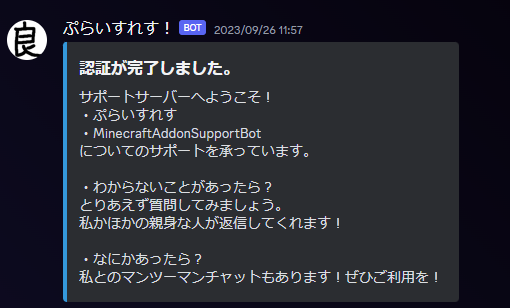 良
ぷらいすれす！ BOT 2023/09/26 11:57
認証が完了しました。
サポートサーバーへようこそ！
・ぷらいすれす
・MinecraftAddonSupportBot
についてのサポートを承っています。
・わからないことがあったら？
とりあえず質問してみましょう。
私かほかの親身な人が返信してくれます！
・なにかあったら？
私とのマンツーマンチャットもあります！ぜひご利用を！